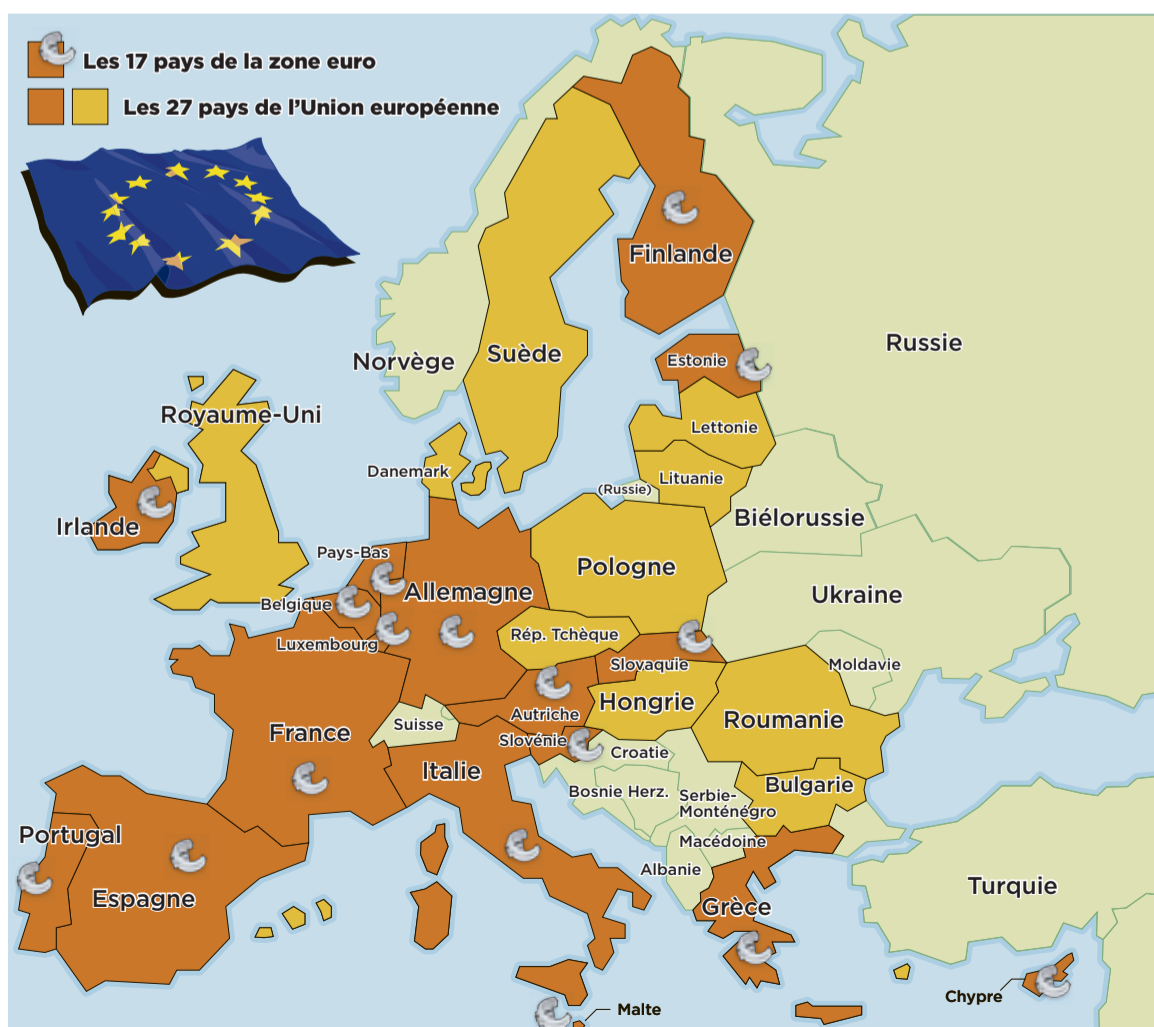 Les 17 pays de la zone euro
Les 27 pays de l'Union européenne
Finlande
Russie
Estonie
Norvège
Suède
Royaume-Uni
Lettonie
Danemark
Lituanie
(Russie)
Biélorussie
Irlande
Pays-Bas
Pologne
Allemagne
Ukraine
Belgique
Luxembourg
Rép. Tchèque
Slovaquie
Moldavie
Hongrie
Autriche
Roumanie
Suisse
France
Slovénie
Croatie
Italie
Bosnie Herz.
Bulgarie
Serbie-
Monténégro
Portugal
Macédoine
Albanie
Espagne
Turquie
Grèce
Chypre
Malte